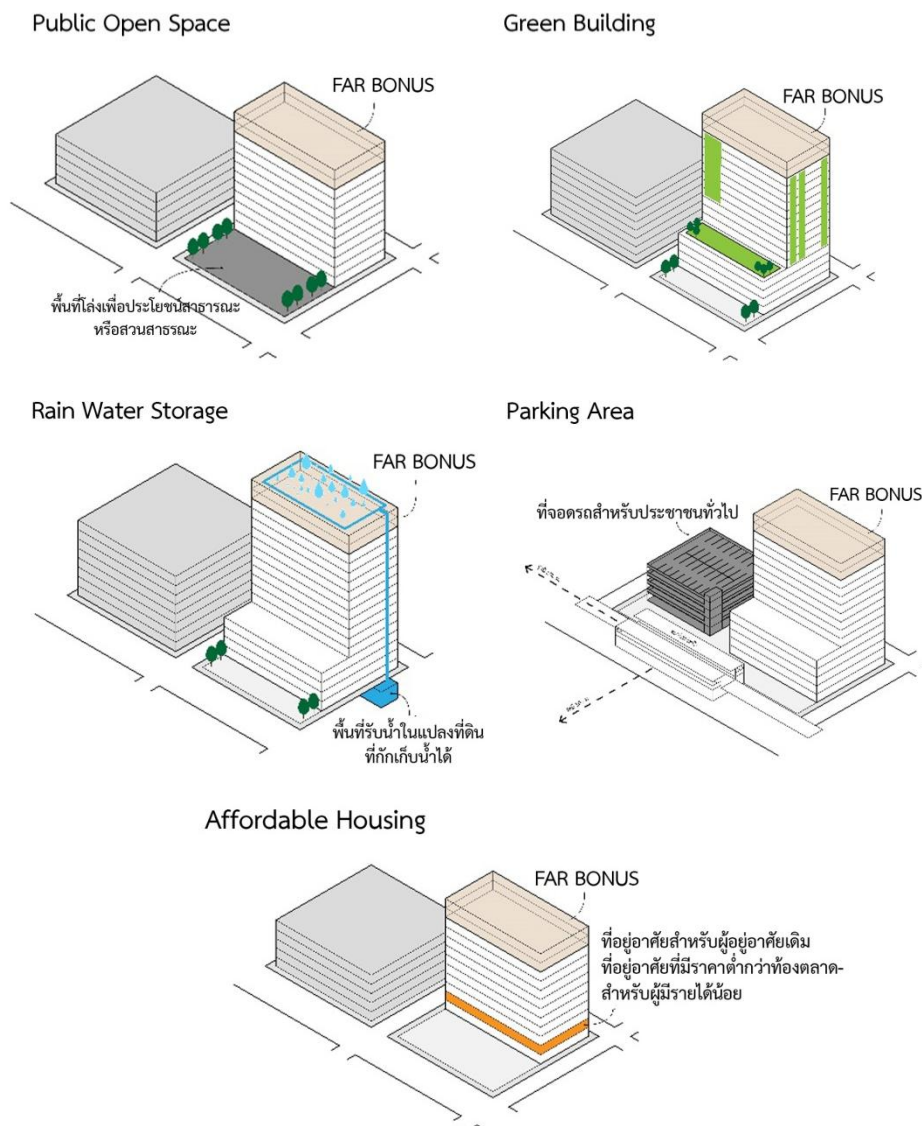 Public Open Space
FAR BONUS
พื้นที่โล่งเพื่อประโยชน์สาธารณะ
หรือสวนสาธรณะ
Green Building
FAR BONUS
Rain Water Storage
FAR BONUS
พื้นที่รับน้ำในแปลงที่ดิน
ที่กักเก็บน้ำได้
Parking Area
FAR BONUS
ที่จอดรถสำหรับประชาชนทั่วไป
Affordable Housing
FAR BONUS
ที่อยู่อาศัยสำหรับผู้อยู่อาศัยเดิม
ที่อยู่อาศัยที่มีราคาต่ำกว่าท้องตลาด-
สำหรับผู้มีรายได้น้อย